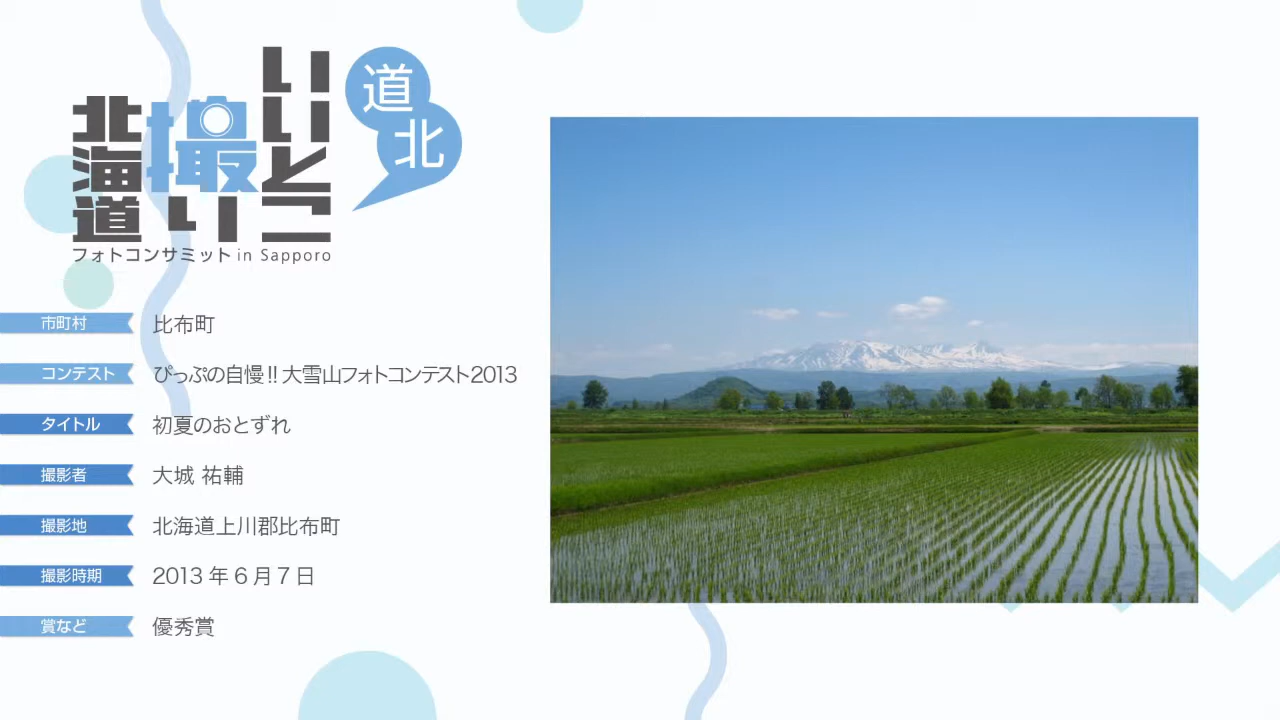 北海道
撮い
いいとこ
道北
フォトコンサミット in Sapporo
市町村 比布町
コンテスト ぴっぷの自慢!! 大雪山フォトコンテスト2013
タイトル 初夏のおとずれ
撮影者 大城 祐輔
撮影地 北海道上川郡比布町
撮影時期 2013 年 6 月 7 日
賞など 優秀賞